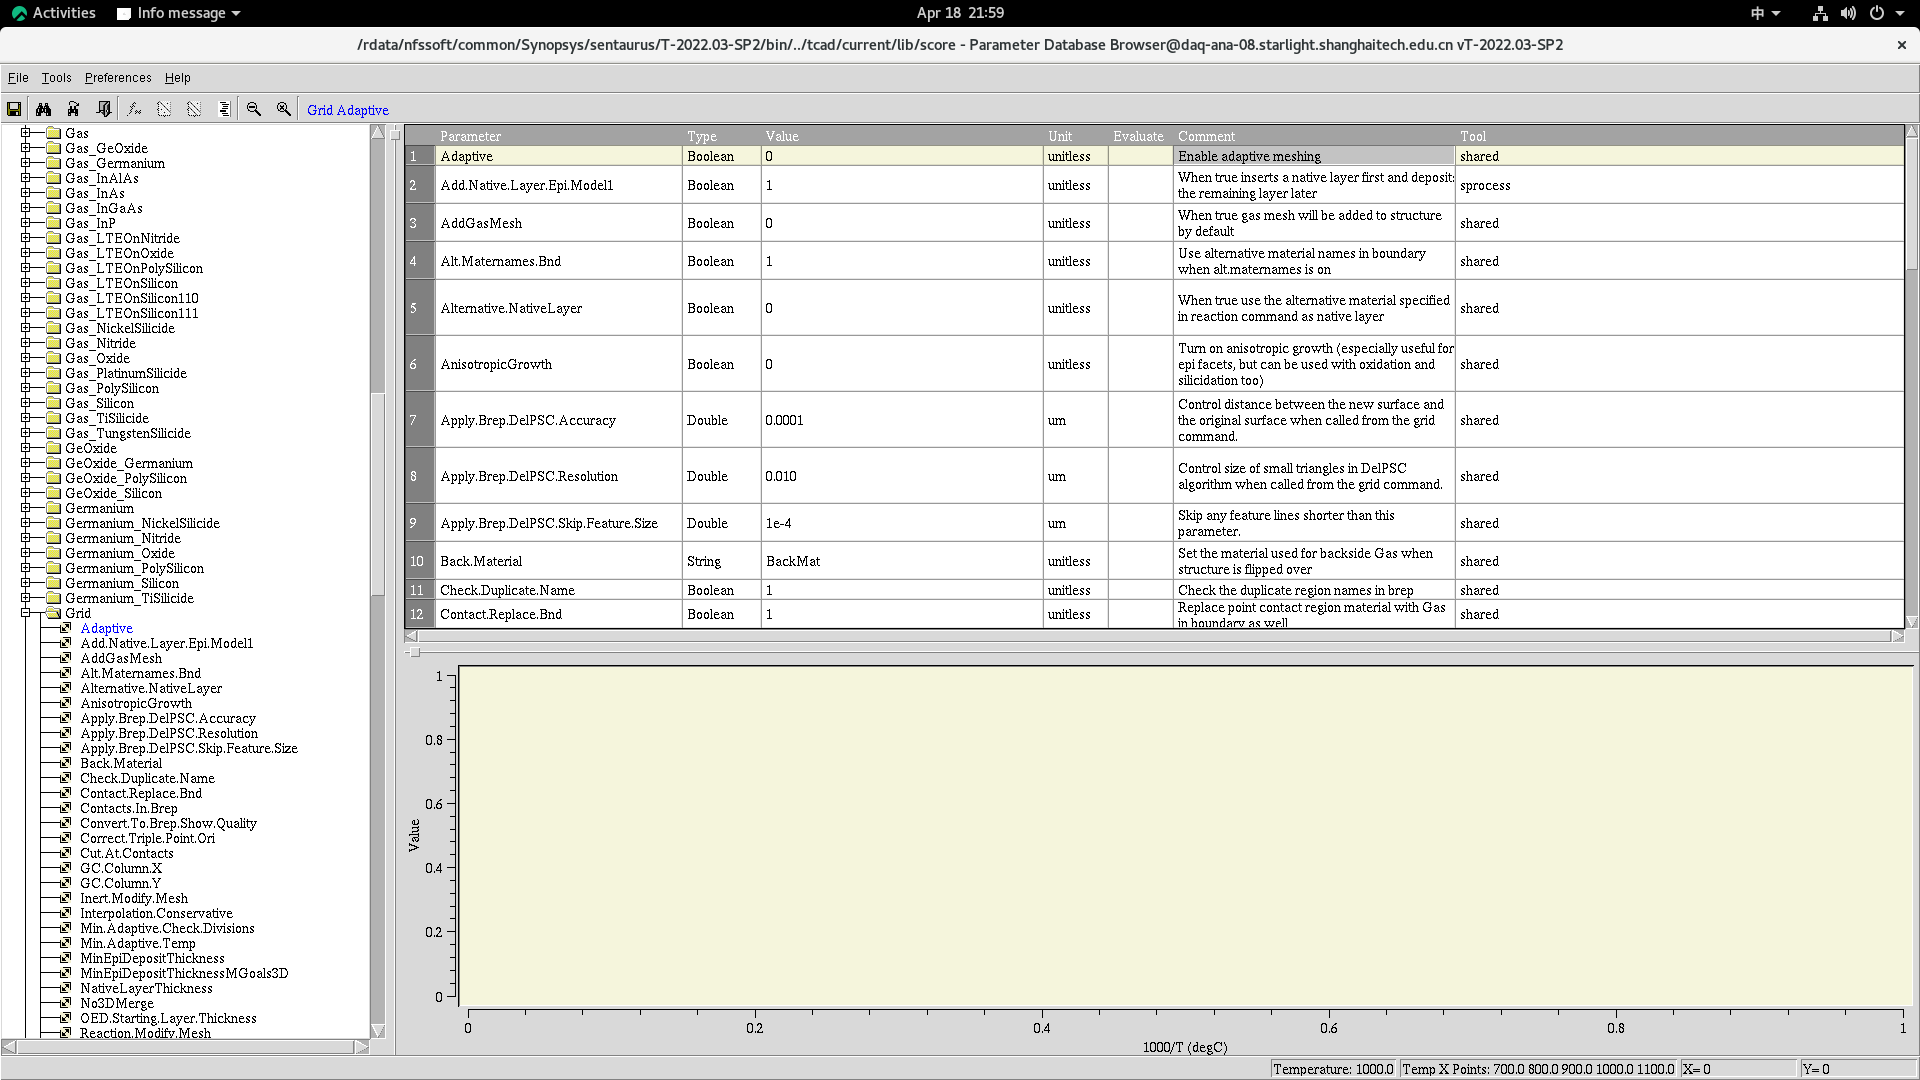 Activities
Info message
Apr 18 21:59
中
/rdata/nfssoft/common/Synopsys/sentaurus/T-2022.03-SP2/bin/../tcad/current/lib/score - Parameter Database Browser@daq-ana-08.starlight.shanghaitech.edu.cn vT-2022.03-SP2
File Tools Preferences Help
Grid Adaptive
Gas
Gas_GeOxide
Gas_Germanium
Gas_InAlAs
Gas_InAs
Gas_InGaAs
Gas_InP
Gas_LTEOnNitride
Gas_LTEOnOxide
Gas_LTEOnPolySilicon
Gas_LTEOnSilicon
Gas_LTEOnSilicon110
Gas_LTEOnSilicon111
Gas_NickelSilicide
Gas_Nitride
Gas_Oxide
Gas_PlatinumSilicide
Gas_PolySilicon
Gas_Silicon
Gas_TiSilicide
Gas_TungstenSilicide
GeOxide
GeOxide_Germanium
GeOxide_PolySilicon
GeOxide_Silicon
Germanium
Germanium_NickelSilicide
Germanium_Nitride
Germanium_Oxide
Germanium_PolySilicon
Germanium_Silicon
Germanium_TiSilicide
Grid
Adaptive
Add.Native.Layer.Epi.Model1
AddGasMesh
Alt.Maternames.Bnd
Alternative.NativeLayer
AnisotropicGrowth
Apply.Brep.DelPSC.Accuracy
Apply.Brep.DelPSC.Resolution
Apply.Brep.DelPSC.Skip.Feature.Size
Back.Material
Check.Duplicate.Name
Contact.Replace.Bnd
Contacts.In.Brep
Convert.To.Brep.Show.Quality
Correct.Triple.Point.Ori
Cut.At.Contacts
GC.Column.X
GC.Column.Y
Inert.Modify.Mesh
Interpolation.Conservative
Min.Adaptive.Check.Divisions
Min.Adaptive.Temp
MinEpiDepositThickness
MinEpiDepositThicknessMGoals3D
NativeLayerThickness
No3DMerge
OED.Starting.Layer.Thickness
Reaction.Modify.Mesh
Parameter Type Value Unit Evaluate Comment Tool
1 Adaptive Boolean 0 unitless Enable adaptive meshing shared
2 Add.Native.Layer.Epi.Model1 Boolean 1 unitless When true inserts a native layer first and deposits
the remaining layer later sprocess
3 AddGasMesh Boolean 0 unitless When true gas mesh will be added to structure
by default shared
4 Alt.Maternames.Bnd Boolean 1 unitless Use alternative material names in boundary
when alt.maternames is on shared
5 Alternative.NativeLayer Boolean 0 unitless When true use the alternative material specified
in reaction command as native layer shared
6 AnisotropicGrowth Boolean 0 unitless Turn on anisotropic growth (especially useful for
epi facets, but can be used with oxidation and
silicidation too) shared
7 Apply.Brep.DelPSC.Accuracy Double 0.0001 um Control distance between the new surface and
the original surface when called from the grid
command. shared
8 Apply.Brep.DelPSC.Resolution Double 0.010 um Control size of small triangles in DelPSC
algorithm when called from the grid command. shared
9 Apply.Brep.DelPSC.Skip.Feature.Size Double 1e-4 um Skip any feature lines shorter than this
parameter. shared
10 Back.Material String BackMat unitless Set the material used for backside Gas when
structure is flipped over shared
11 Check.Duplicate.Name Boolean 1 unitless Check the duplicate region names in brep shared
12 Contact.Replace.Bnd Boolean 1 unitless Replace point contact region material with Gas
in boundary as well shared
1
0.8
0.6
0.4
0.2
0
Value
0 0.2 0.4 0.6 0.8 1
1000/T (degC)
Temperature: 1000.0 Temp X Points: 700.0 800.0 900.0 1000.0 1100.0 X= 0 Y= 0